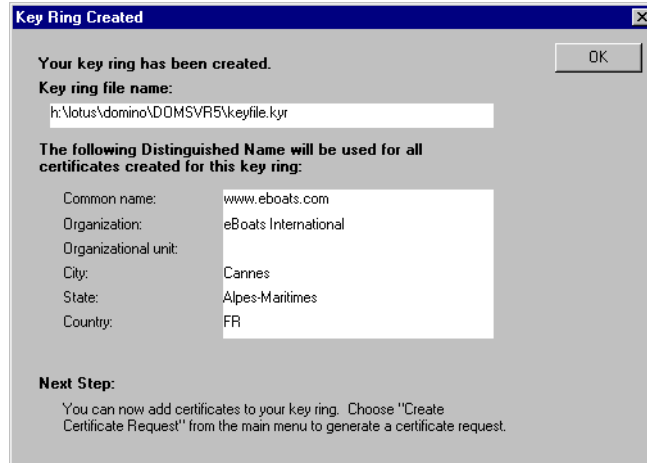 Key Ring Created
Your key ring has been created.
OK
Key ring file name:
h:\lotus\domino\DOMSVR5\keyfile.kyr
The following Distinguished Name will be used for all
certificates created for this key ring:
Common name: www.eboats.com
Organization: eBoats International
Organizational unit:
City: Cannes
State: Alpes-Maritimes
Country: FR
Next Step:
You can now add certificates to your key ring. Choose "Create
Certificate Request" from the main menu to generate a certificate request.